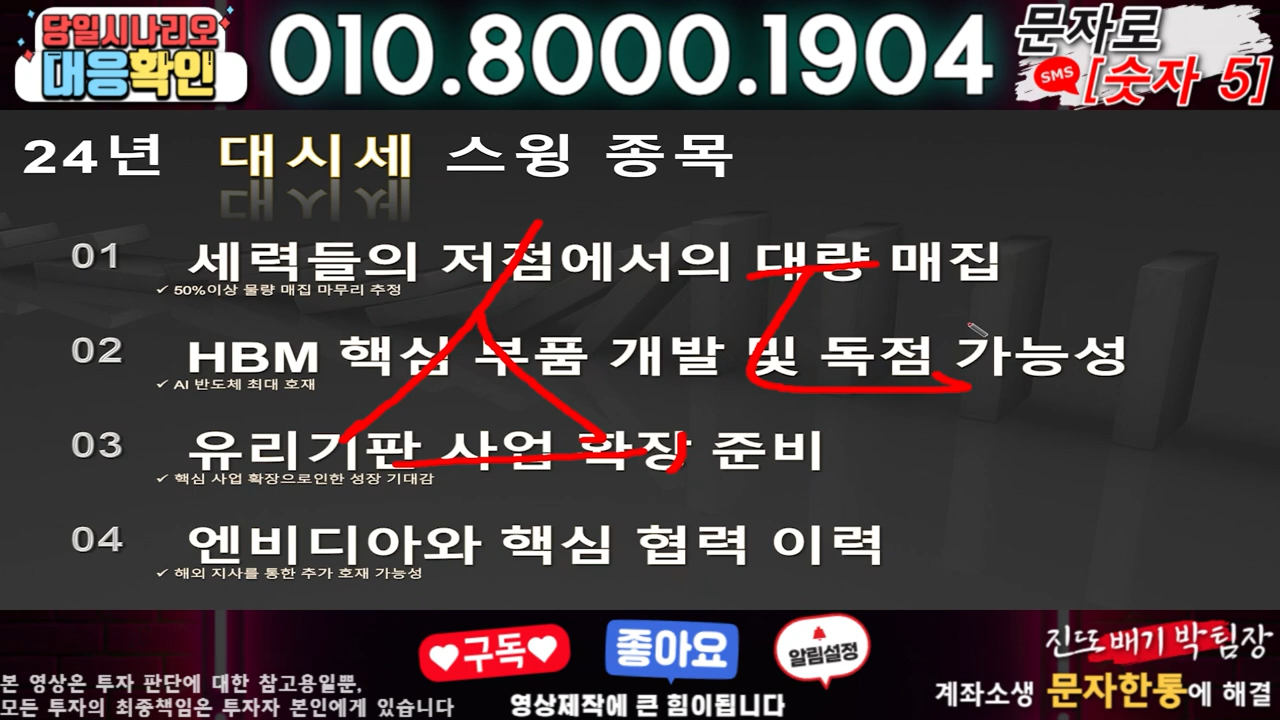 당일시나리오
대응확인
010.8000.1904
문자로
SMS [숫자 5]
24년 대시세 스윙 종목
01 세력들의 저점에서의 대량 매집
✓ 50%이상 물량 매집 마무리 추정
02 HBM 핵심 부품 개발 및 독점 가능성
✓ AI 반도체 최대 호재
03 유리기판 사업 확장 준비
✓ 핵심 사업 확장으로인한 성장 기대감
04 엔비디아와 핵심 협력 이력
✓ 해외 지사를 통한 추가 호재 가능성
구독
좋아요
알림설정
영상제작에 큰 힘이됩니다
본 영상은 투자 판단에 대한 참고용일뿐,
모든 투자의 최종책임은 투자자 본인에게 있습니다
진또배기 박팀장
계좌소생 문자한통에 해결